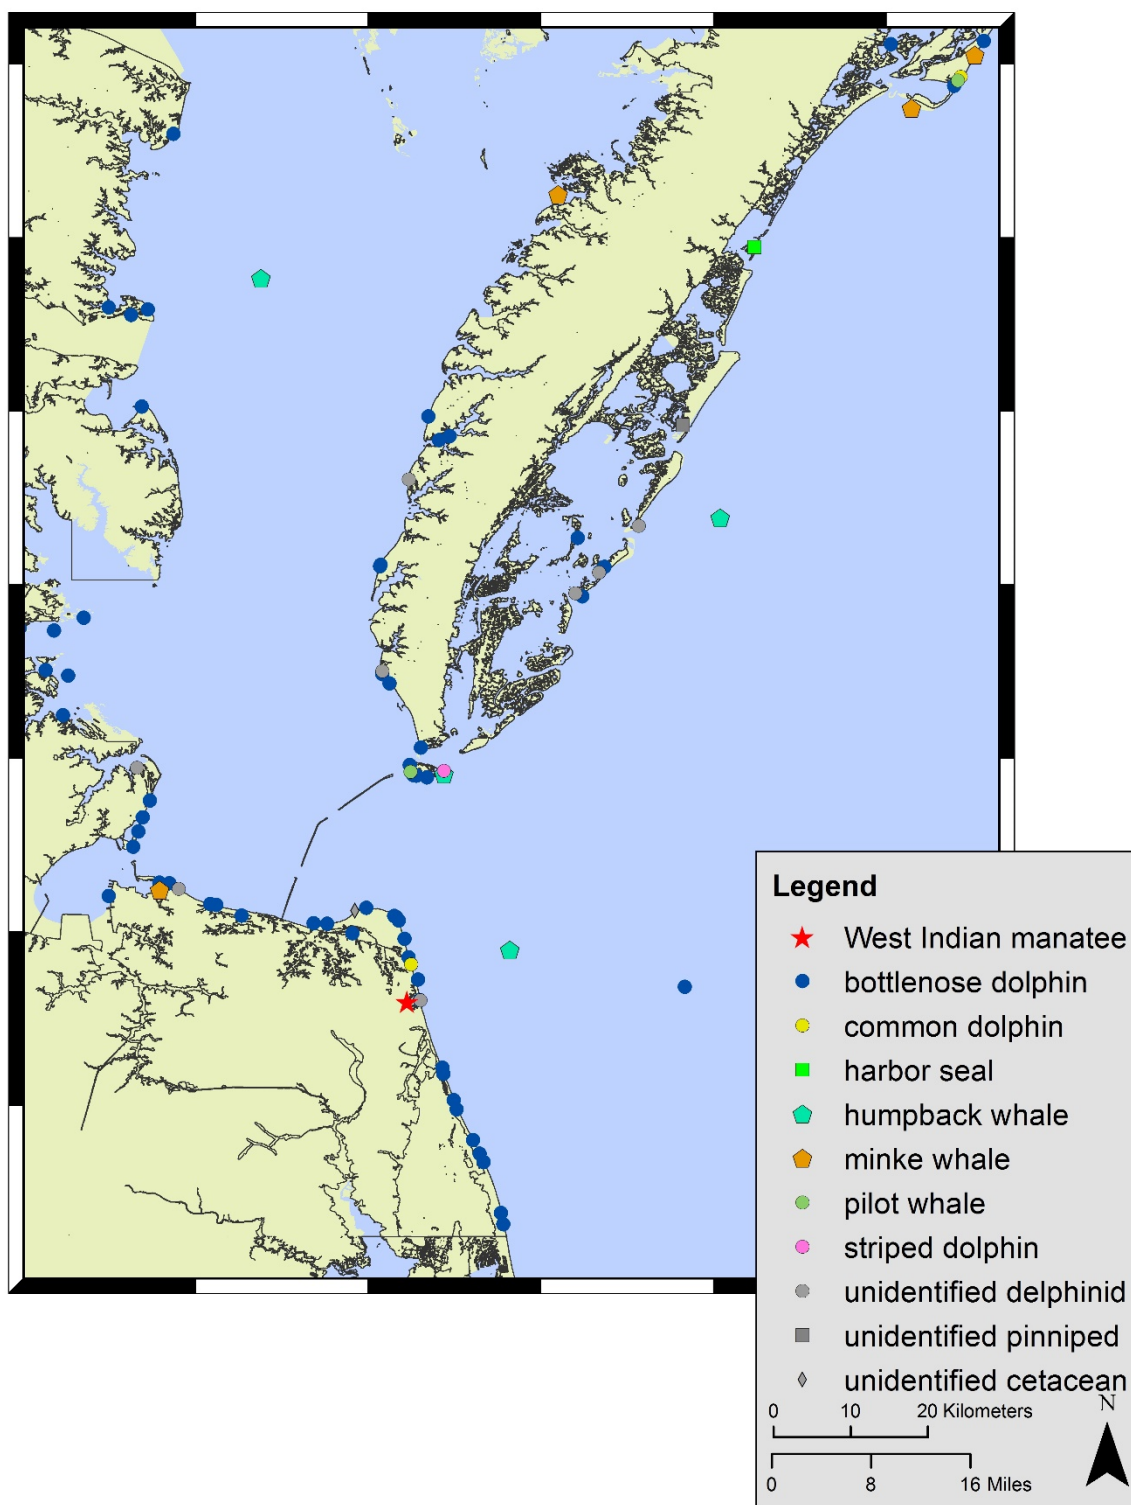 Legend
West Indian manatee
bottlenose dolphin
common dolphin
harbor seal
humpback whale
minke whale
pilot whale
striped dolphin
unidentified delphinid
unidentified pinniped
unidentified cetacean
N
0 10 20 Kilometers
0 8 16 Miles